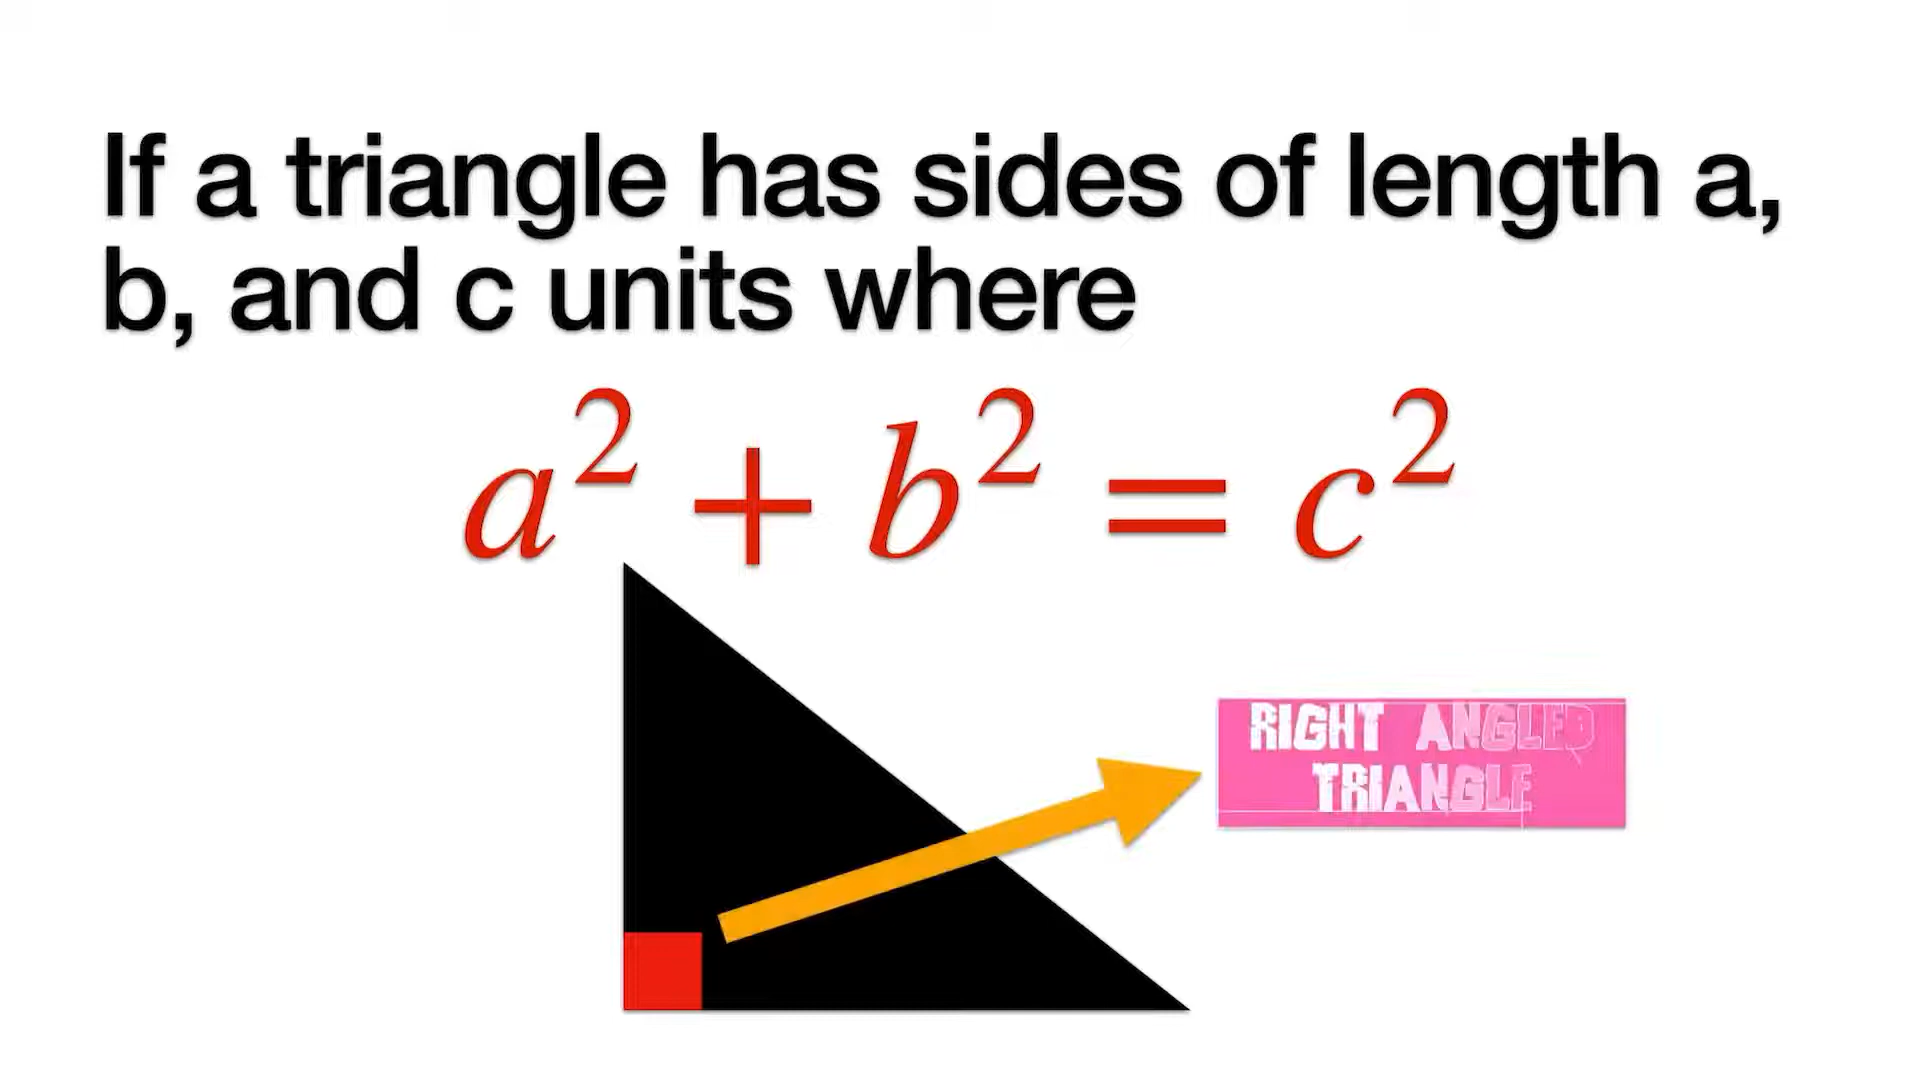 If a triangle has sides of length a,
b, and c units where
a² + b² = c²
RIGHT ANGLED
TRIANGLE